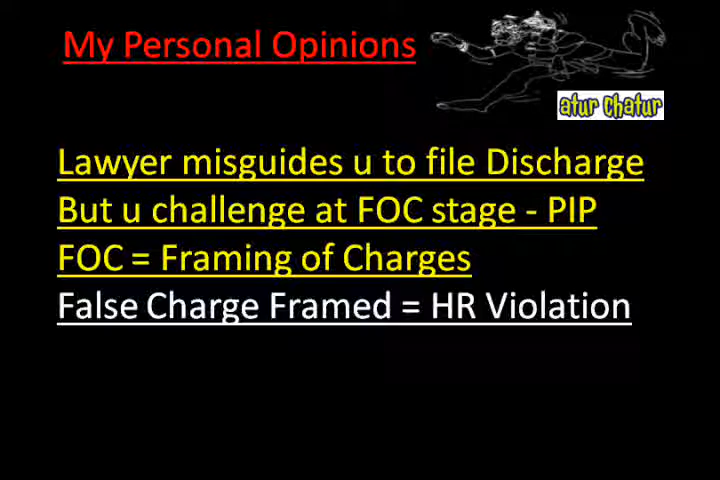 My Personal Opinions
atur chatur
Lawyer misguides u to file Discharge
But u challenge at FOC stage - PIP
FOC = Framing of Charges
False Charge Framed = HR Violation